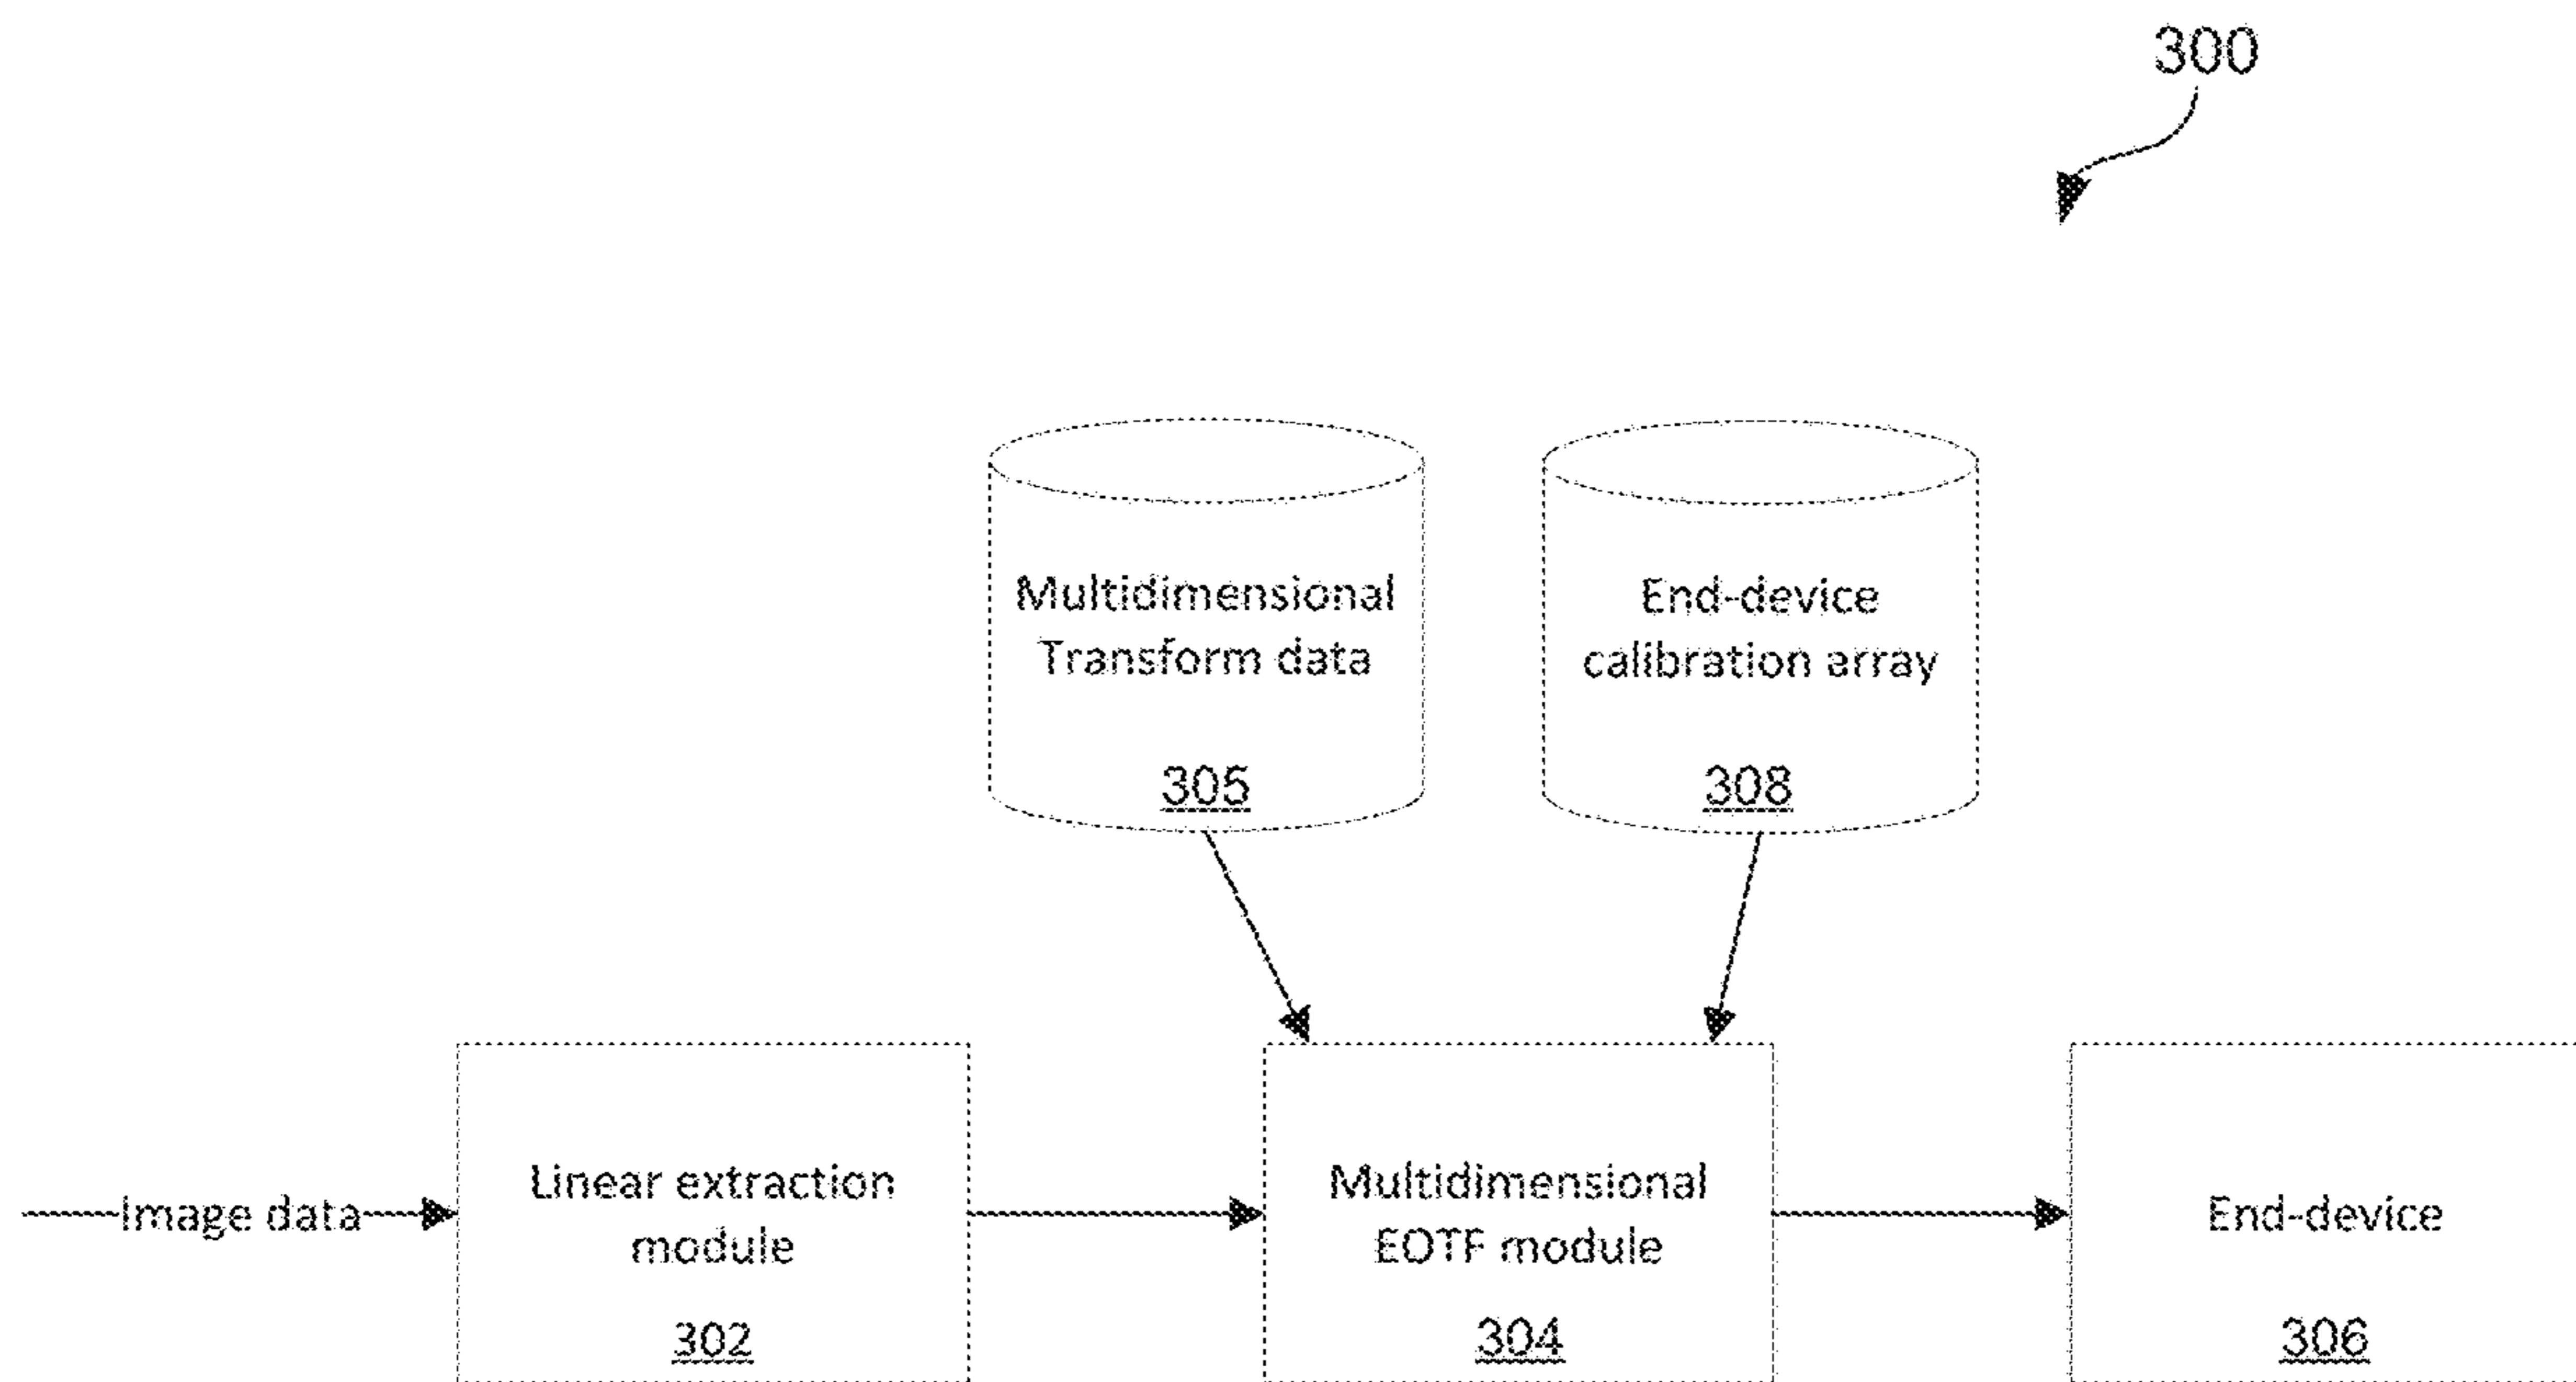 300
Multidimensional
Transform data
305
End-device
calibration array
308
Image data
Linear extraction
module
302
Multidimensional
EOTF module
304
End-device
306